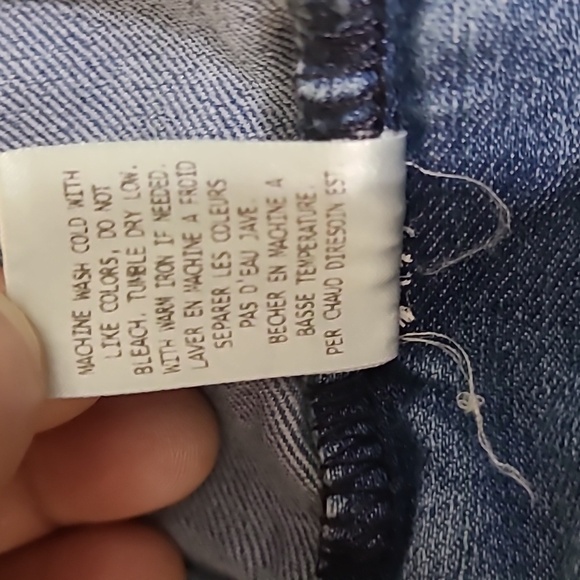 MACHINE WASH COLD WITH
LIKE COLORS, DO NOT
BLEACH. TUMBLE DRY LOW.
WITH WARM IRON IF NEEDED.
LAVER EN MACHINE A FROID
SEPARER LES COLEURS
PAS D'EAU JAVE.
BECHER EN MACHINE A
BASSE TEMPERATURE.
PER CHAUD DIRESOIN EST